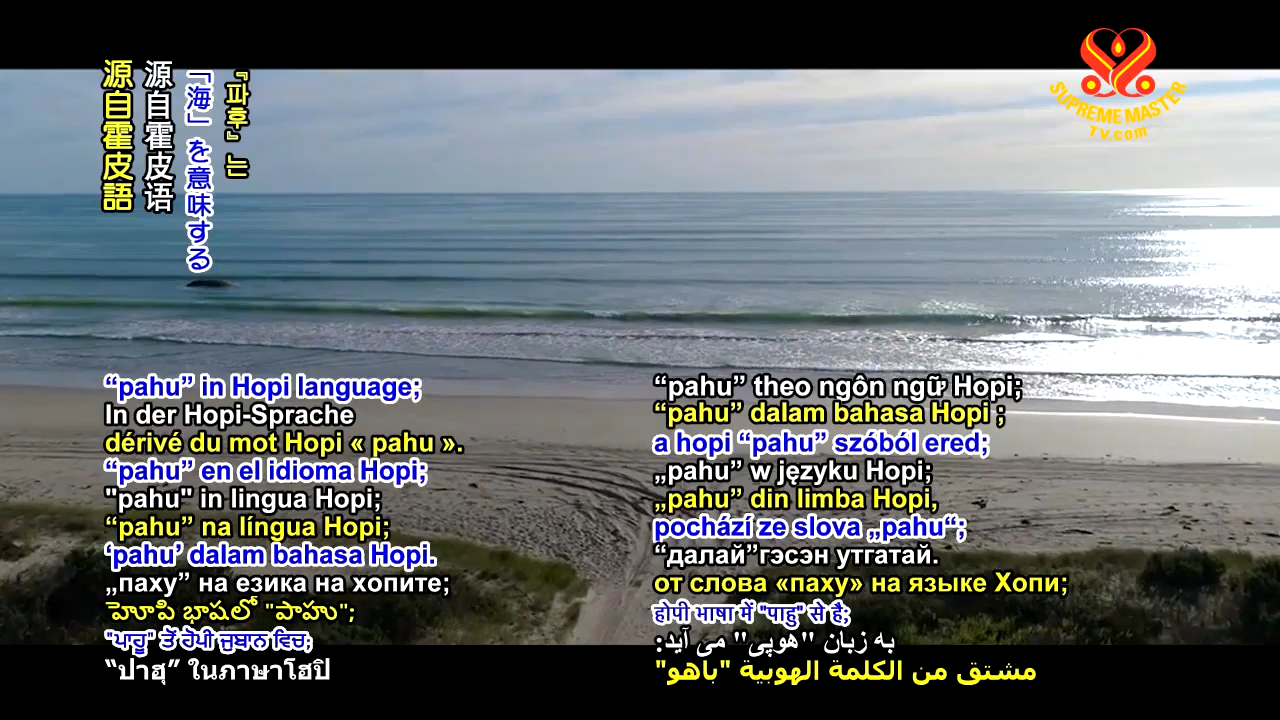 源自霍皮語
源自霍皮语
「海」を意味する
『파후』는
SUPREME MASTER
TV.com
“pahu” in Hopi language;
In der Hopi-Sprache
dérivé du mot Hopi « pahu ».
“pahu” en el idioma Hopi;
"pahu" in lingua Hopi;
“pahu” na língua Hopi;
‘pahu’ dalam bahasa Hopi.
„паху” на езика на хопите;
హెూపి భాషలో "పాహు";
"ਪਾਹੂ" ਤੋਂ ਹੋਪੀ ਜ਼ੁਬਾਨ ਵਿਚ;
“ปาฮุ” ในภาษาโฮปิ
“pahu” theo ngôn ngữ Hopi;
“pahu” dalam bahasa Hopi ;
a hopi “pahu” szóból ered;
„pahu” w języku Hopi;
„pahu” din limba Hopi,
pochází ze slova „pahu“;
“далай”гэсэн утгатай.
от слова «паху» на языке Хопи;
होपी भाषा में "पाहु" से है;
به زبان "هوپی" می آید:
مشتق من الكلمة الهوبية "باهو"